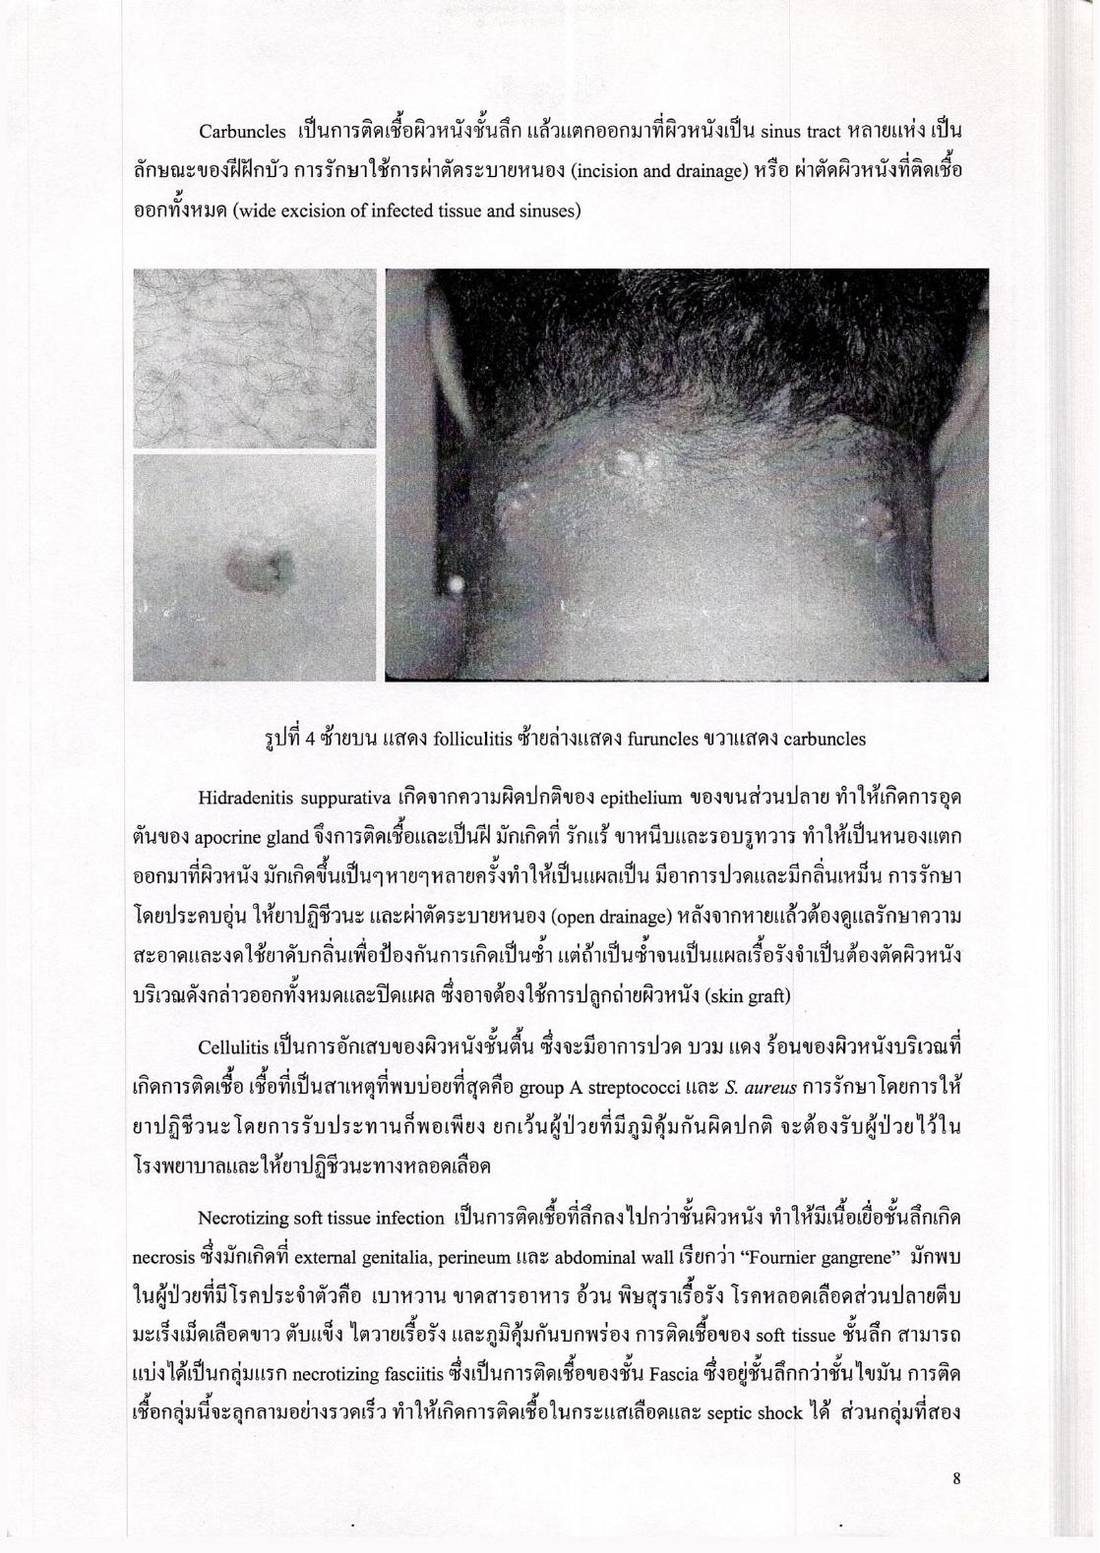 Carbuncles เป็นการติดเชื้อผิวหนังชั้นลึก แล้วแตกออกมาที่ผิวหนังเป็น sinus tract หลายแห่ง เป็น
ลักษณะของฝีฝักบัว การรักษาใช้การผ่าตัดระบายหนอง (incision and drainage) หรือ ผ่าตัดผิวหนังที่ติดเชื้อ
ออกทั้งหมด (wide excision of infected tissue and sinuses)
รูปที่ 4 ซ้ายบน แสดง folliculitis ซ้ายล่างแสดง furuncles ขวาแสดง carbuncles
Hidradenitis suppurativa เกิดจากความผิดปกติของ epithelium ของขนส่วนปลาย ทำให้เกิดการอุด
ตันของ apocrine gland จึงการติดเชื้อและเป็นฝี มักเกิดที่ รักแร้ ขาหนีบและรอบรูทวาร ทำให้เป็นหนองแตก
ออกมาที่ผิวหนัง มักเกิดขึ้นเป็นๆหายๆหลายครั้งทำให้เป็นแผลเป็น มีอาการปวดและมีกลิ่นเหม็น การรักษา
โดยประคบอุ่น ให้ยาปฏิชีวนะ และผ่าตัดระบายหนอง (open drainage) หลังจากหายแล้วต้องดูแลรักษาความ
สะอาดและงดใช้ยาดับกลิ่นเพื่อป้องกันการเกิดเป็นซ้ำ แต่ถ้าเป็นซ้ำจนเป็นแผลเรื้อรังจำเป็นต้องตัดผิวหนัง
บริเวณดังกล่าวออกทั้งหมดและปิดแผล ซึ่งอาจต้องใช้การปลูกถ่ายผิวหนัง (skin graft)
Cellulitis เป็นการอักเสบของผิวหนังชั้นตื้น ซึ่งจะมีอาการปวด บวม แดง ร้อนของผิวหนังบริเวณที่
เกิดการติดเชื้อ เชื้อที่เป็นสาเหตุที่พบบ่อยที่สุดคือ group A streptococci และ S. aureus การรักษาโดยการให้
ยาปฏิชีวนะโดยการรับประทานก็พอเพียง ยกเว้นผู้ป่วยที่มีภูมิคุ้มกันผิดปกติ จะต้องรับผู้ป่วยไว้ใน
โรงพยาบาลและให้ยาปฏิชีวนะทางหลอดเลือด
Necrotizing soft tissue infection เป็นการติดเชื้อที่ลึกลงไปกว่าชั้นผิวหนัง ทำให้มีเนื้อเยื่อชั้นลึกเกิด
necrosis ซึ่งมักเกิดที่ external genitalia, perineum และ abdominal wall เรียกว่า “Fournier gangrene” มักพบ
ในผู้ป่วยที่มีโรคประจำตัวคือ เบาหวาน ขาดสารอาหาร อ้วน พิษสุราเรื้อรัง โรคหลอดเลือดส่วนปลายตีบ
มะเร็งเม็ดเลือดขาว ตับแข็ง ไตวายเรื้อรัง และภูมิคุ้มกันบกพร่อง การติดเชื้อของ soft tissue ชั้นลึก สามารถ
แบ่งได้เป็นกลุ่มแรก necrotizing fasciitis ซึ่งเป็นการติดเชื้อของชั้น Fascia ซึ่งอยู่ชั้นลึกกว่าชั้นไขมัน การติด
เชื้อกลุ่มนี้จะลุกลามอย่างรวดเร็ว ทำให้เกิดการติดเชื้อในกระแสเลือดและ septic shock ได้ ส่วนกลุ่มที่สอง
8